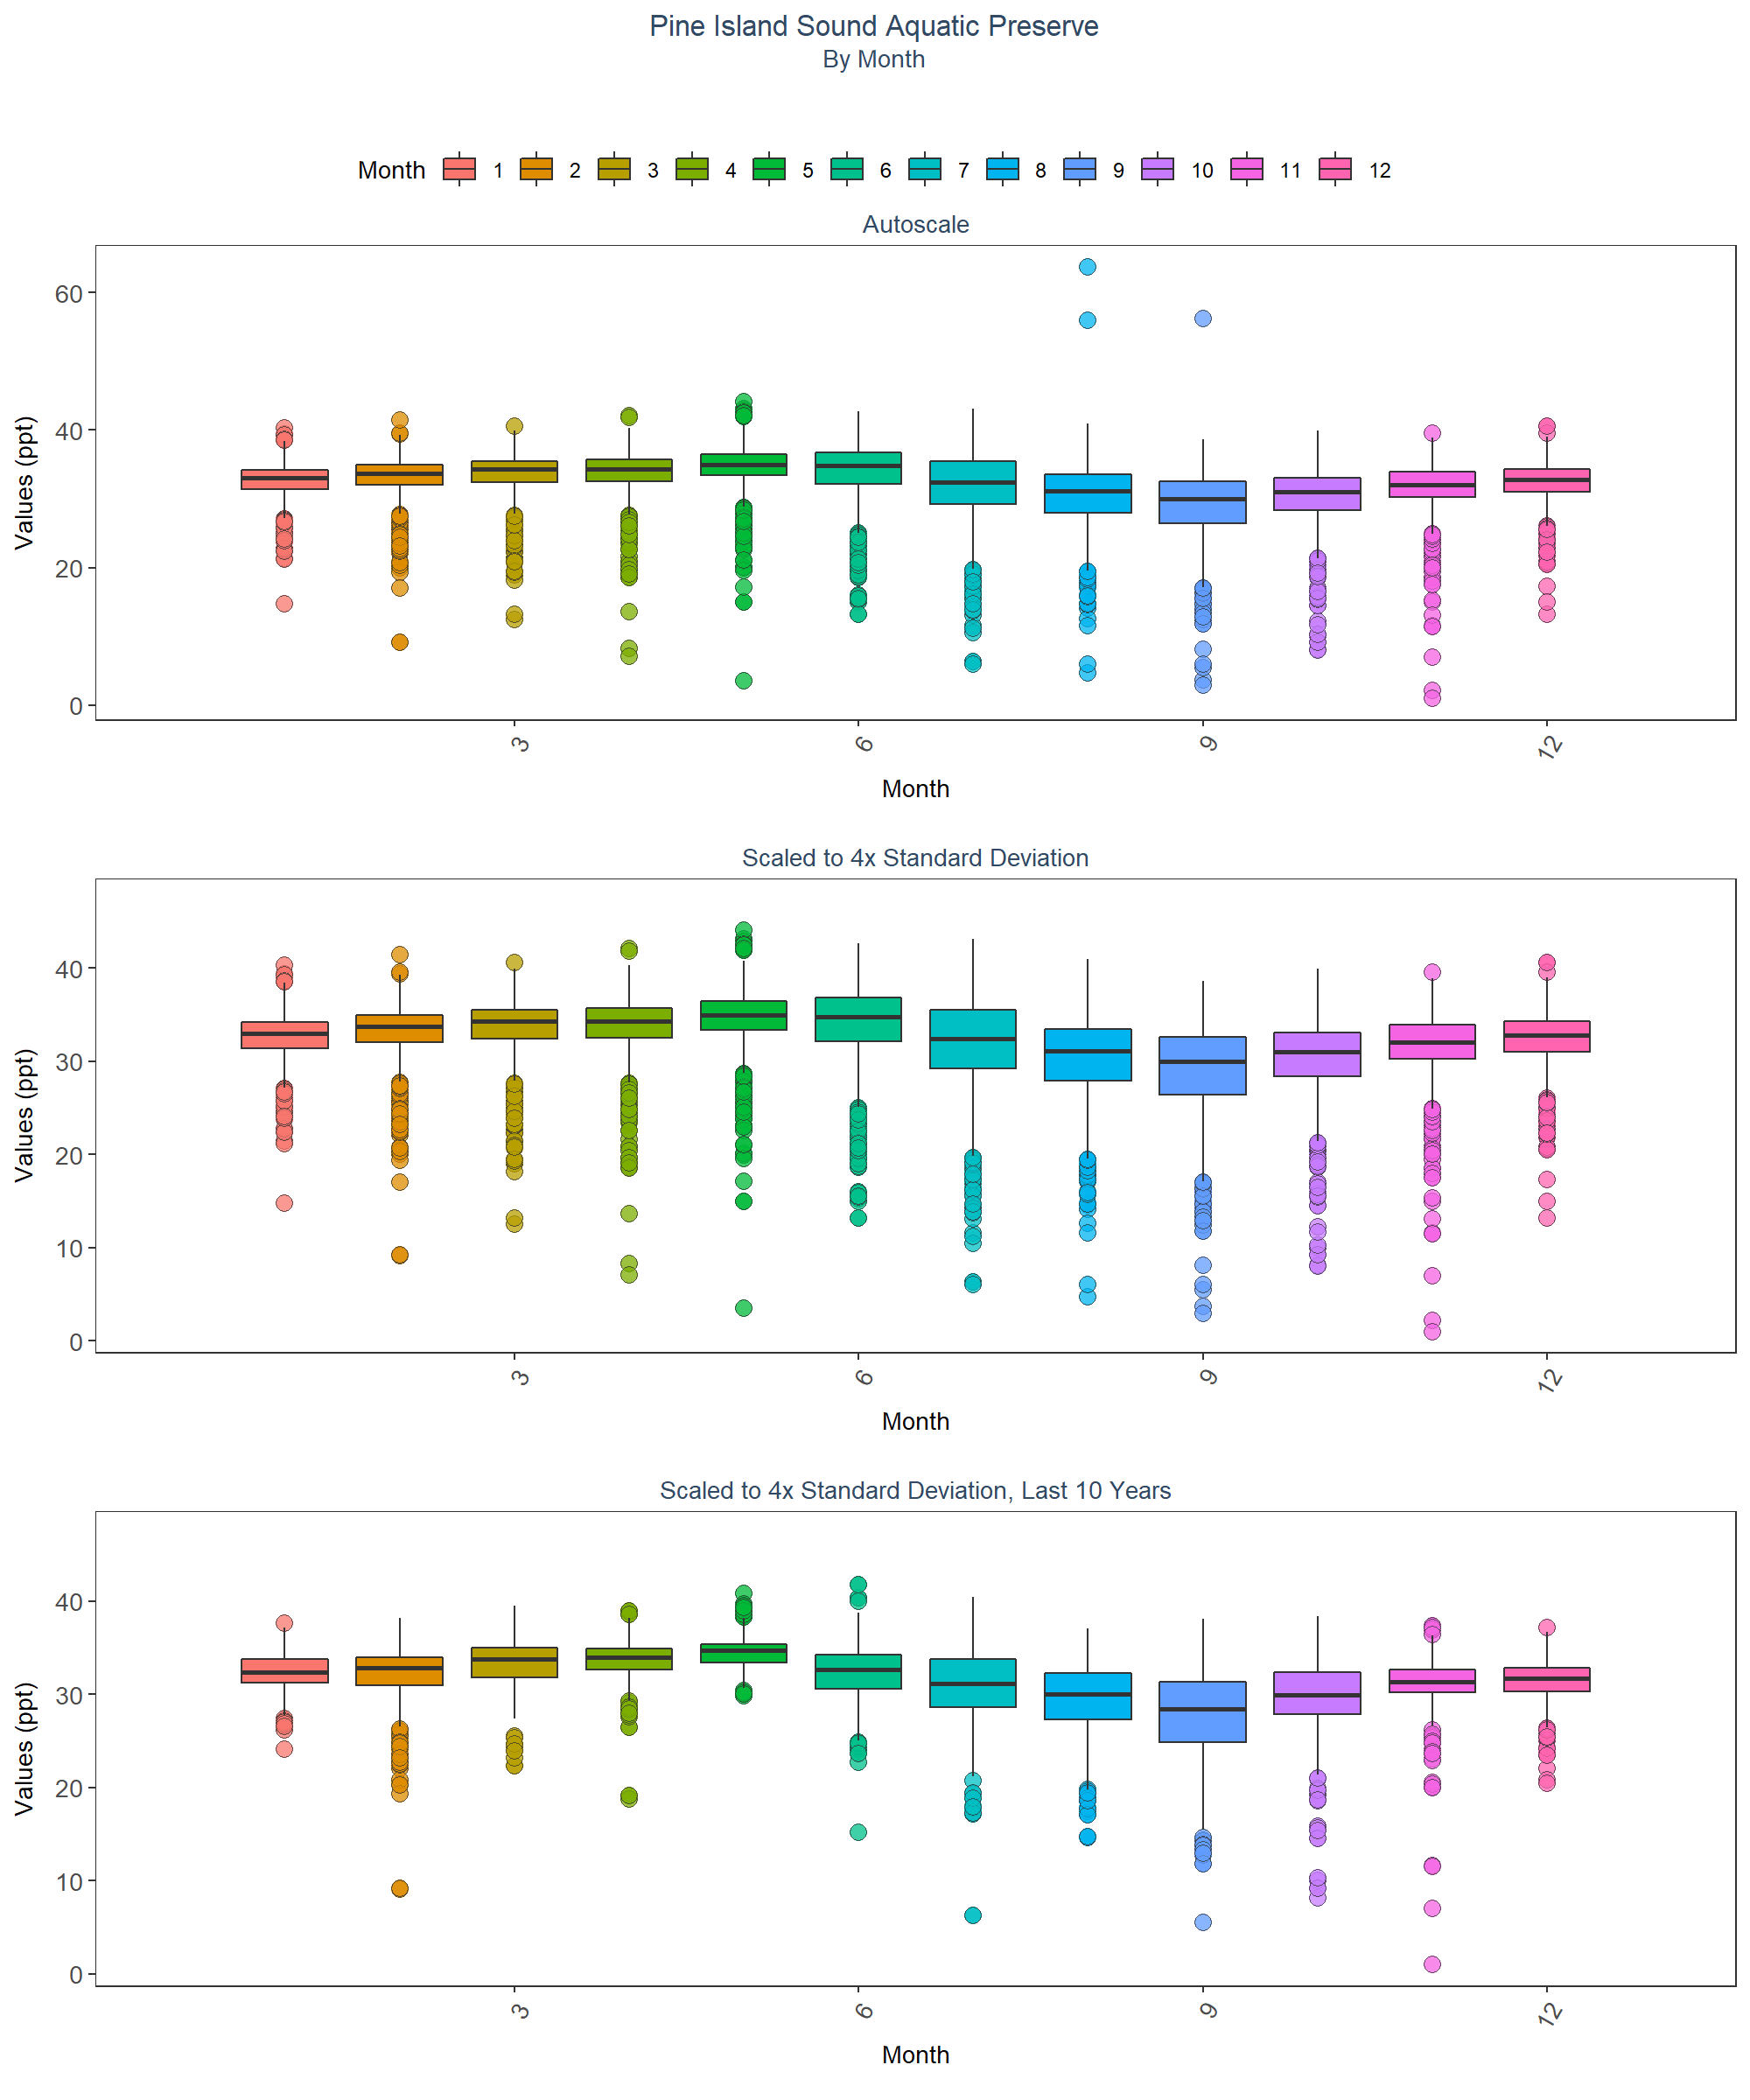 Pine Island Sound Aquatic Preserve
By Month
Month 1 2 3 4 5 6 7 8 9 10 11 12
Autoscale
Values (ppt)
60
40
20
0
3 6 9 12
Month
Scaled to 4x Standard Deviation
Values (ppt)
40
30
20
10
0
3 6 9 12
Month
Scaled to 4x Standard Deviation, Last 10 Years
Values (ppt)
40
30
20
10
0
3 6 9 12
Month